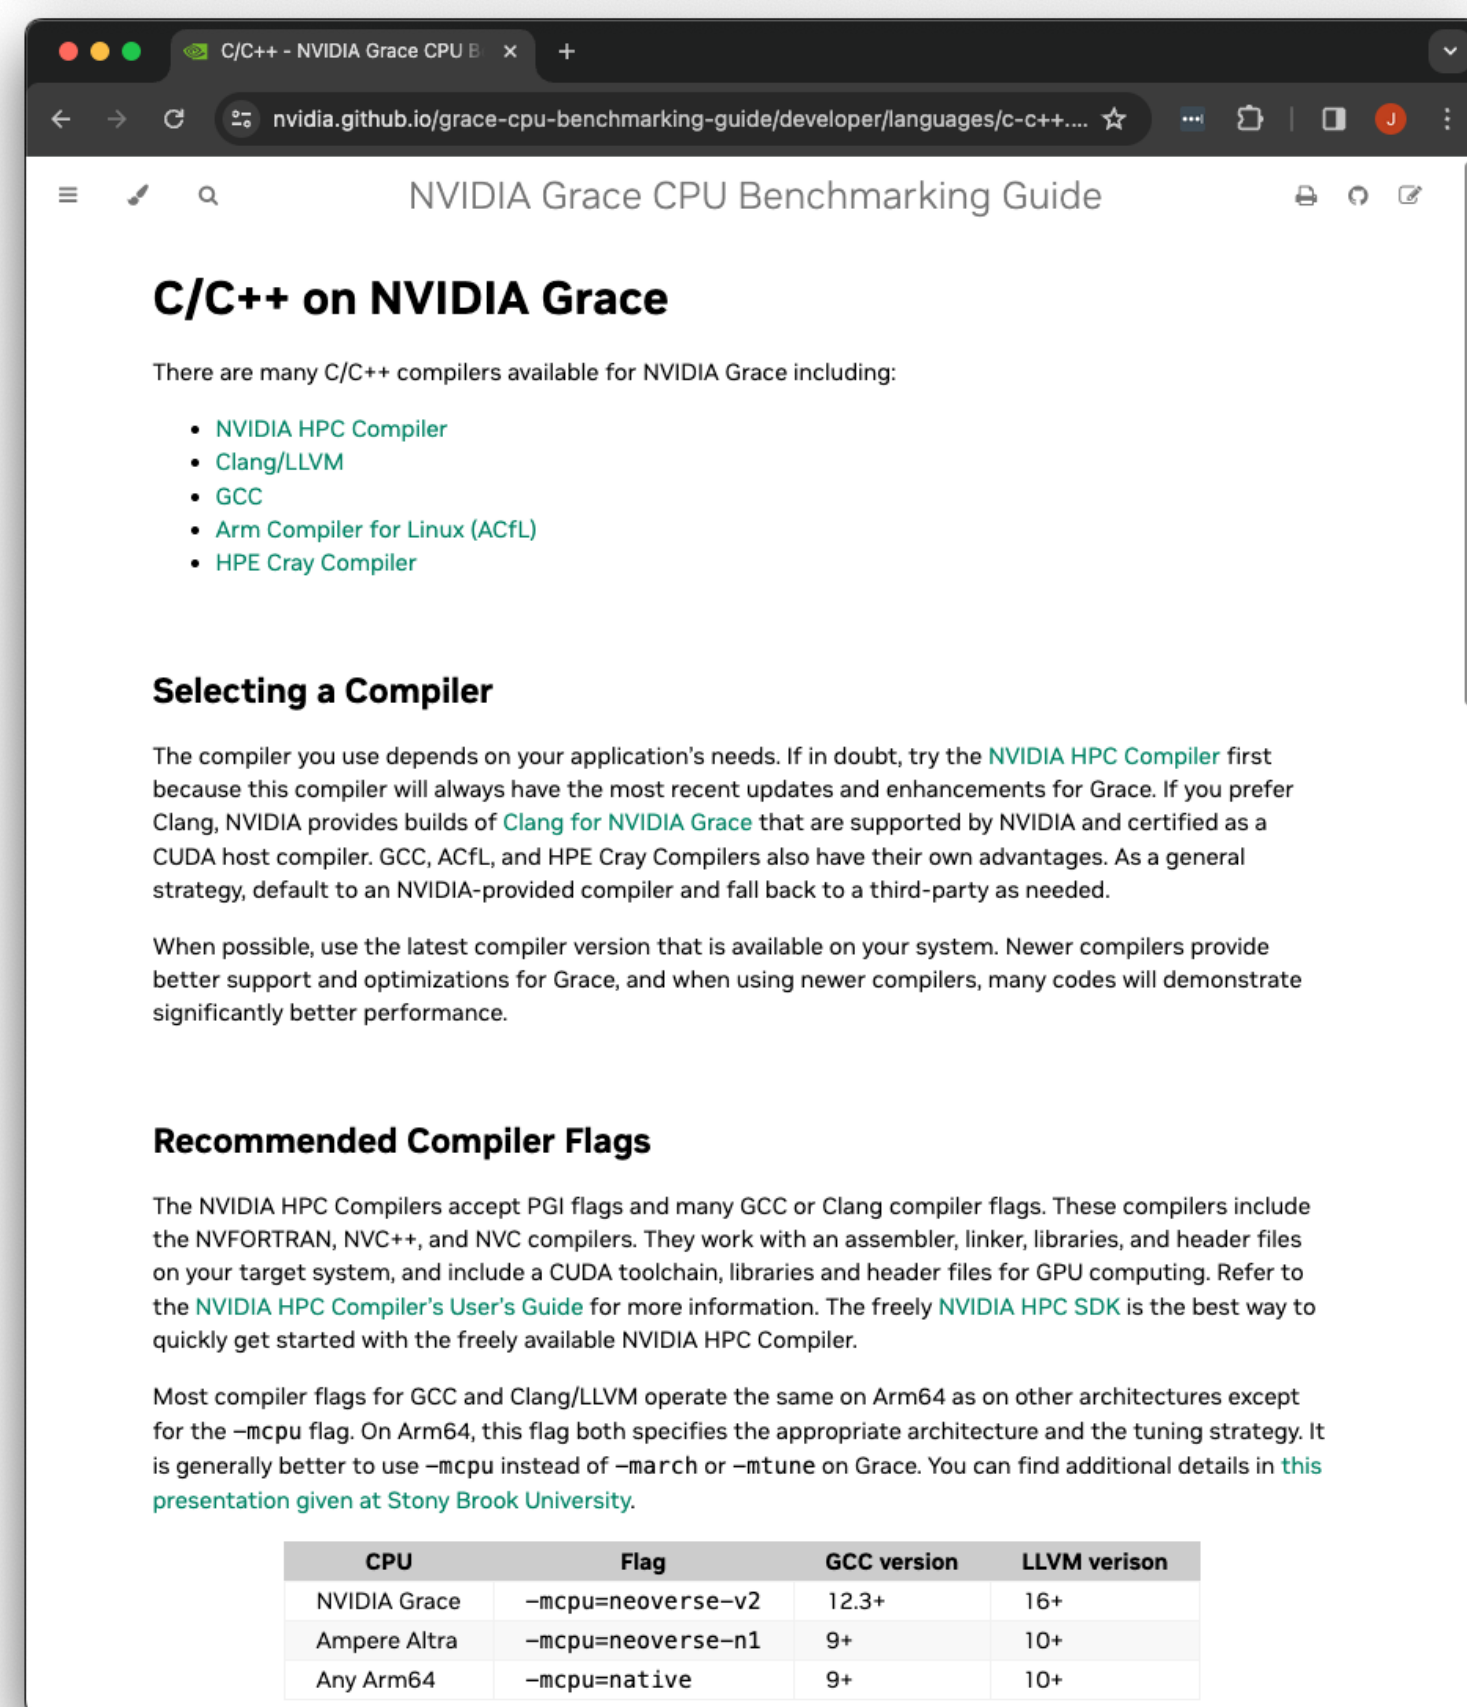 C/C++ - NVIDIA Grace CPU B
nvidia.github.io/grace-cpu-benchmarking-guide/developer/languages/c-c++....
J
NVIDIA Grace CPU Benchmarking Guide
C/C++ on NVIDIA Grace
There are many C/C++ compilers available for NVIDIA Grace including:
• NVIDIA HPC Compiler
• Clang/LLVM
• GCC
• Arm Compiler for Linux (ACfL)
• HPE Cray Compiler
Selecting a Compiler
The compiler you use depends on your application's needs. If in doubt, try the NVIDIA HPC Compiler first
because this compiler will always have the most recent updates and enhancements for Grace. If you prefer
Clang, NVIDIA provides builds of Clang for NVIDIA Grace that are supported by NVIDIA and certified as a
CUDA host compiler. GCC, ACfL, and HPE Cray Compilers also have their own advantages. As a general
strategy, default to an NVIDIA-provided compiler and fall back to a third-party as needed.
When possible, use the latest compiler version that is available on your system. Newer compilers provide
better support and optimizations for Grace, and when using newer compilers, many codes will demonstrate
significantly better performance.
Recommended Compiler Flags
The NVIDIA HPC Compilers accept PGI flags and many GCC or Clang compiler flags. These compilers include
the NVFORTRAN, NVC++, and NVC compilers. They work with an assembler, linker, libraries, and header files
on your target system, and include a CUDA toolchain, libraries and header files for GPU computing. Refer to
the NVIDIA HPC Compiler's User's Guide for more information. The freely NVIDIA HPC SDK is the best way to
quickly get started with the freely available NVIDIA HPC Compiler.
Most compiler flags for GCC and Clang/LLVM operate the same on Arm64 as on other architectures except
for the -mcpu flag. On Arm64, this flag both specifies the appropriate architecture and the tuning strategy. It
is generally better to use -mcpu instead of -march or -mtune on Grace. You can find additional details in this
presentation given at Stony Brook University.
CPU Flag GCC version LLVM verison
NVIDIA Grace -mcpu=neoverse-v2 12.3+ 16+
Ampere Altra -mcpu=neoverse-n1 9+ 10+
Any Arm64 -mcpu=native 9+ 10+